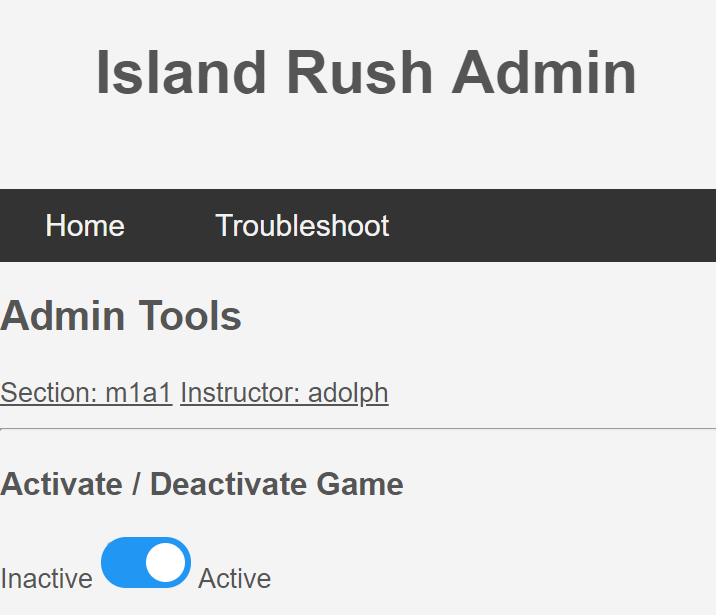 Island Rush Admin
Home Troubleshoot
Admin Tools
Section: m1a1 Instructor: adolph
Activate / Deactivate Game
Inactive Active